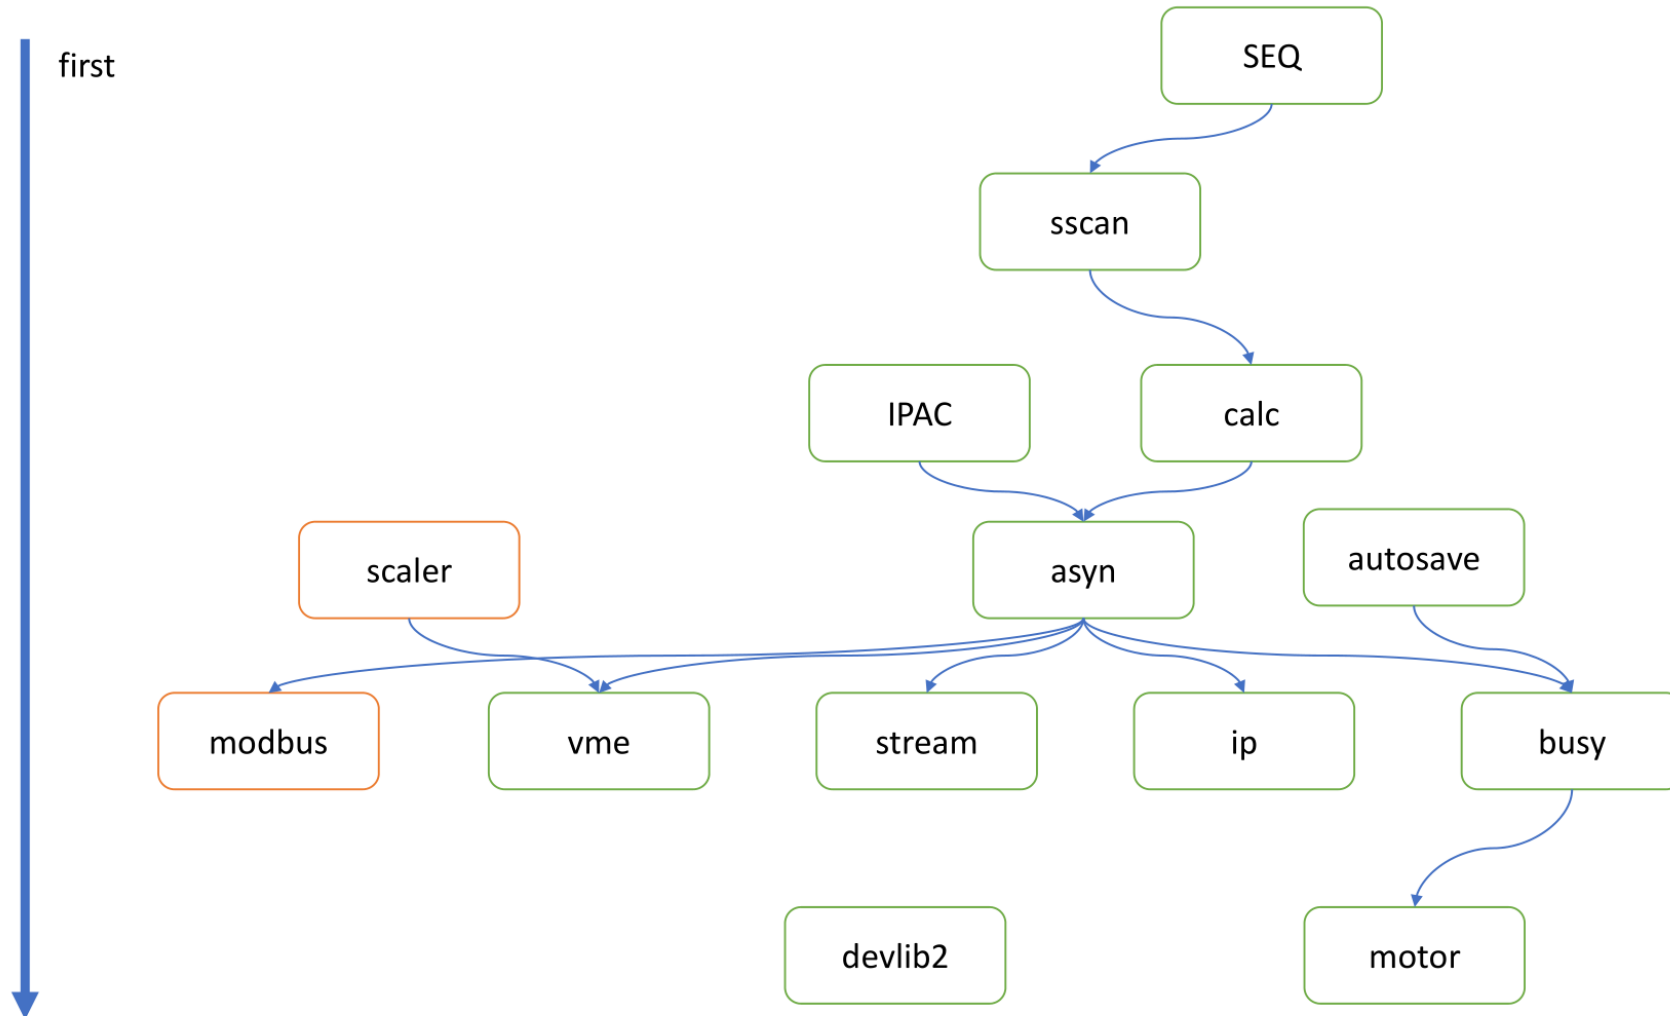 first
SEQ
sscan
IPAC
calc
scaler
asyn
autosave
modbus
vme
stream
ip
busy
devlib2
motor